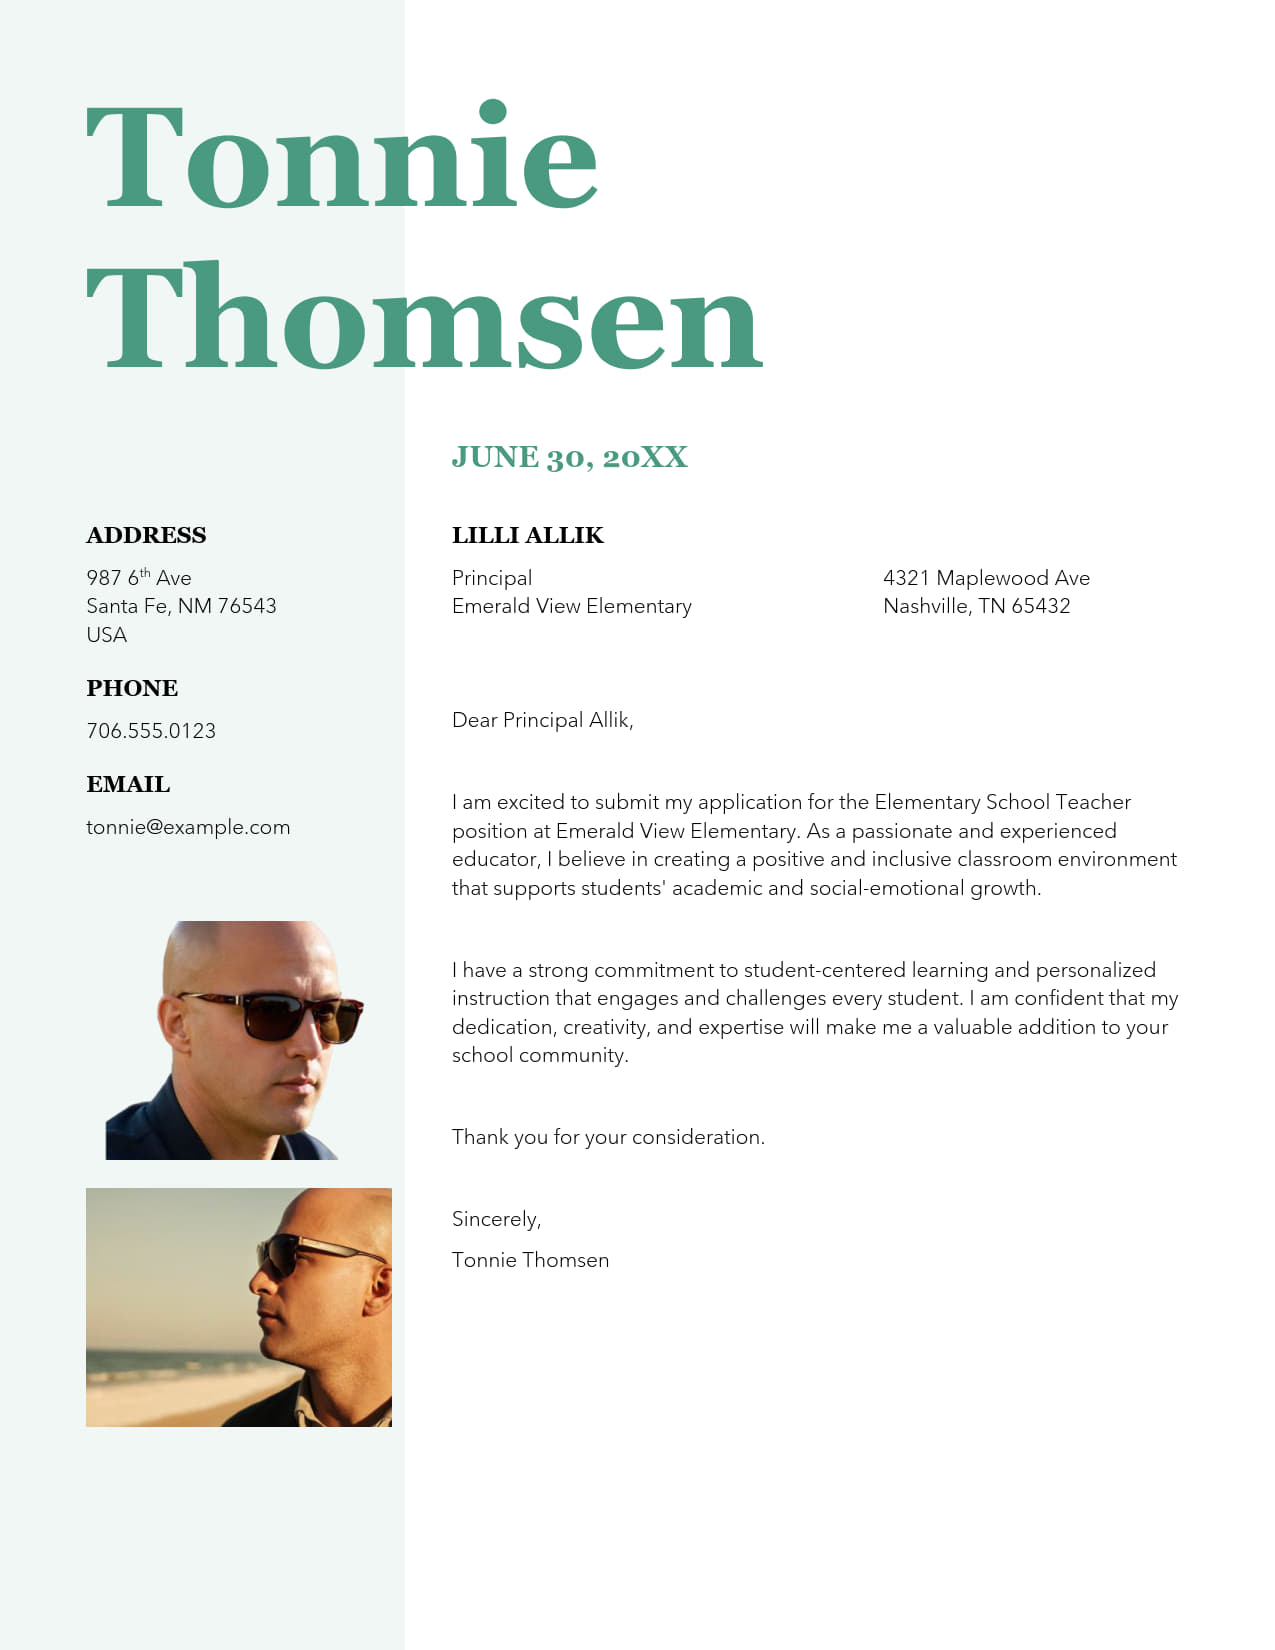 Tonnie
Thomsen
JUNE 30, 20XX
ADDRESS
987 6th Ave
Santa Fe, NM 76543
USA
PHONE
706.555.0123
EMAIL
tonnie@example.com
LILLI ALLIK
Principal
Emerald View Elementary
4321 Maplewood Ave
Nashville, TN 65432
Dear Principal Allik,
I am excited to submit my application for the Elementary School Teacher
position at Emerald View Elementary. As a passionate and experienced
educator, I believe in creating a positive and inclusive classroom environment
that supports students' academic and social-emotional growth.
I have a strong commitment to student-centered learning and personalized
instruction that engages and challenges every student. I am confident that my
dedication, creativity, and expertise will make me a valuable addition to your
school community.
Thank you for your consideration.
Sincerely,
Tonnie Thomsen